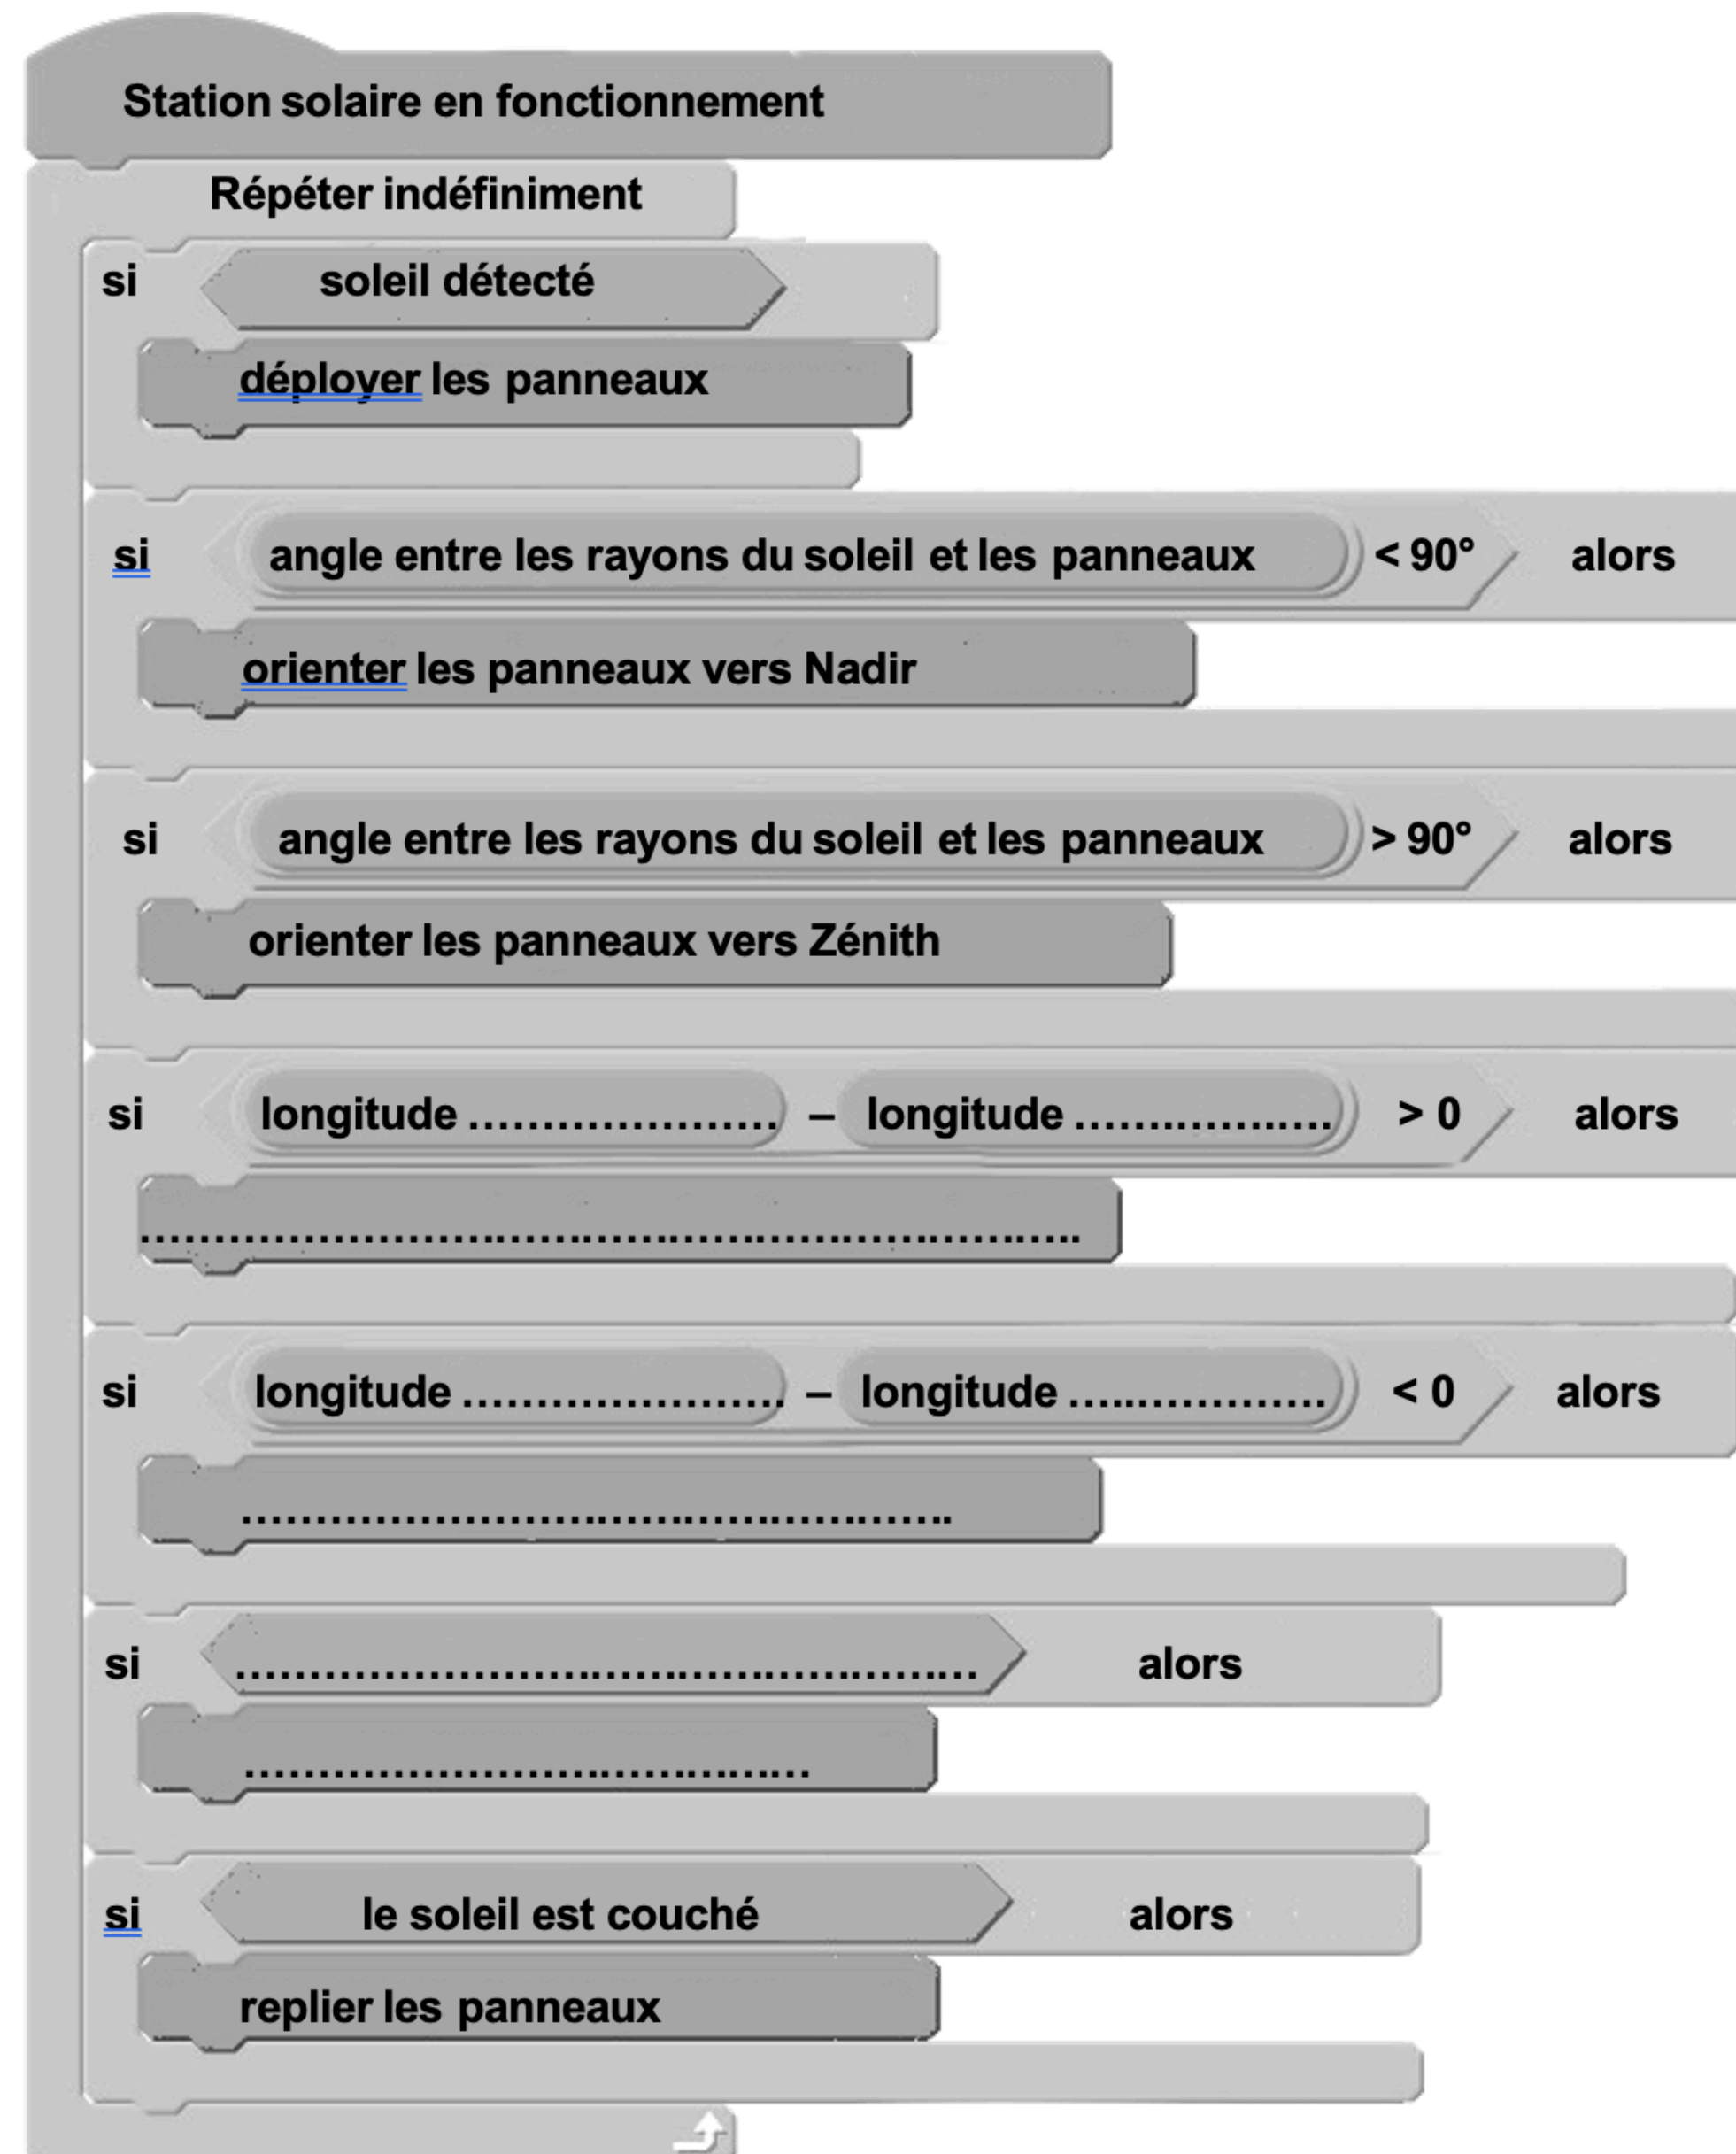 Station solaire en fonctionnement
Répéter indéfiniment
si soleil détecté
déployer les panneaux
si angle entre les rayons du soleil et les panneaux < 90° alors
orienter les panneaux vers Nadir
si angle entre les rayons du soleil et les panneaux > 90° alors
orienter les panneaux vers Zénith
si longitude ..................... – longitude .................. > 0 alors
................................................................
si longitude ...................... – longitude .................. < 0 alors
................................................
si .................................................. alors
......................................
si le soleil est couché alors
replier les panneaux